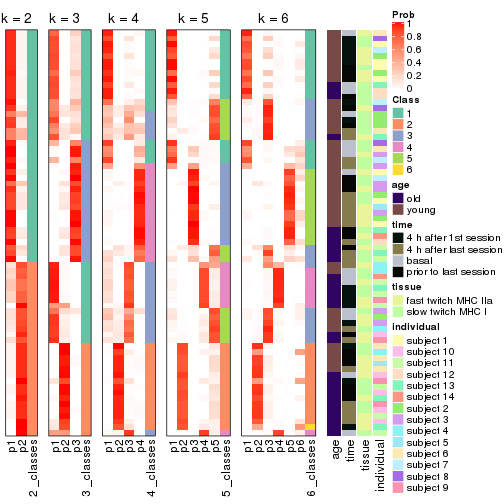 k = 2 k = 3 k = 4 k = 5 k = 6
p1
p2
2_classes
p1
p2
p3
3_classes
p1
p2
p3
p4
4_classes
p1
p2
p3
p4
p5
5_classes
p1
p2
p3
p4
p5
p6
6_classes
age
time
tissue
individual
Prob
1
0.8
0.6
0.4
0.2
0
Class
1
2
3
4
5
6
age
old
young
time
4 h after 1st session
4 h after last session
basal
prior to last session
tissue
fast twitch MHC IIa
slow twitch MHC I
individual
subject 1
subject 10
subject 11
subject 12
subject 13
subject 14
subject 2
subject 3
subject 4
subject 5
subject 6
subject 7
subject 8
subject 9